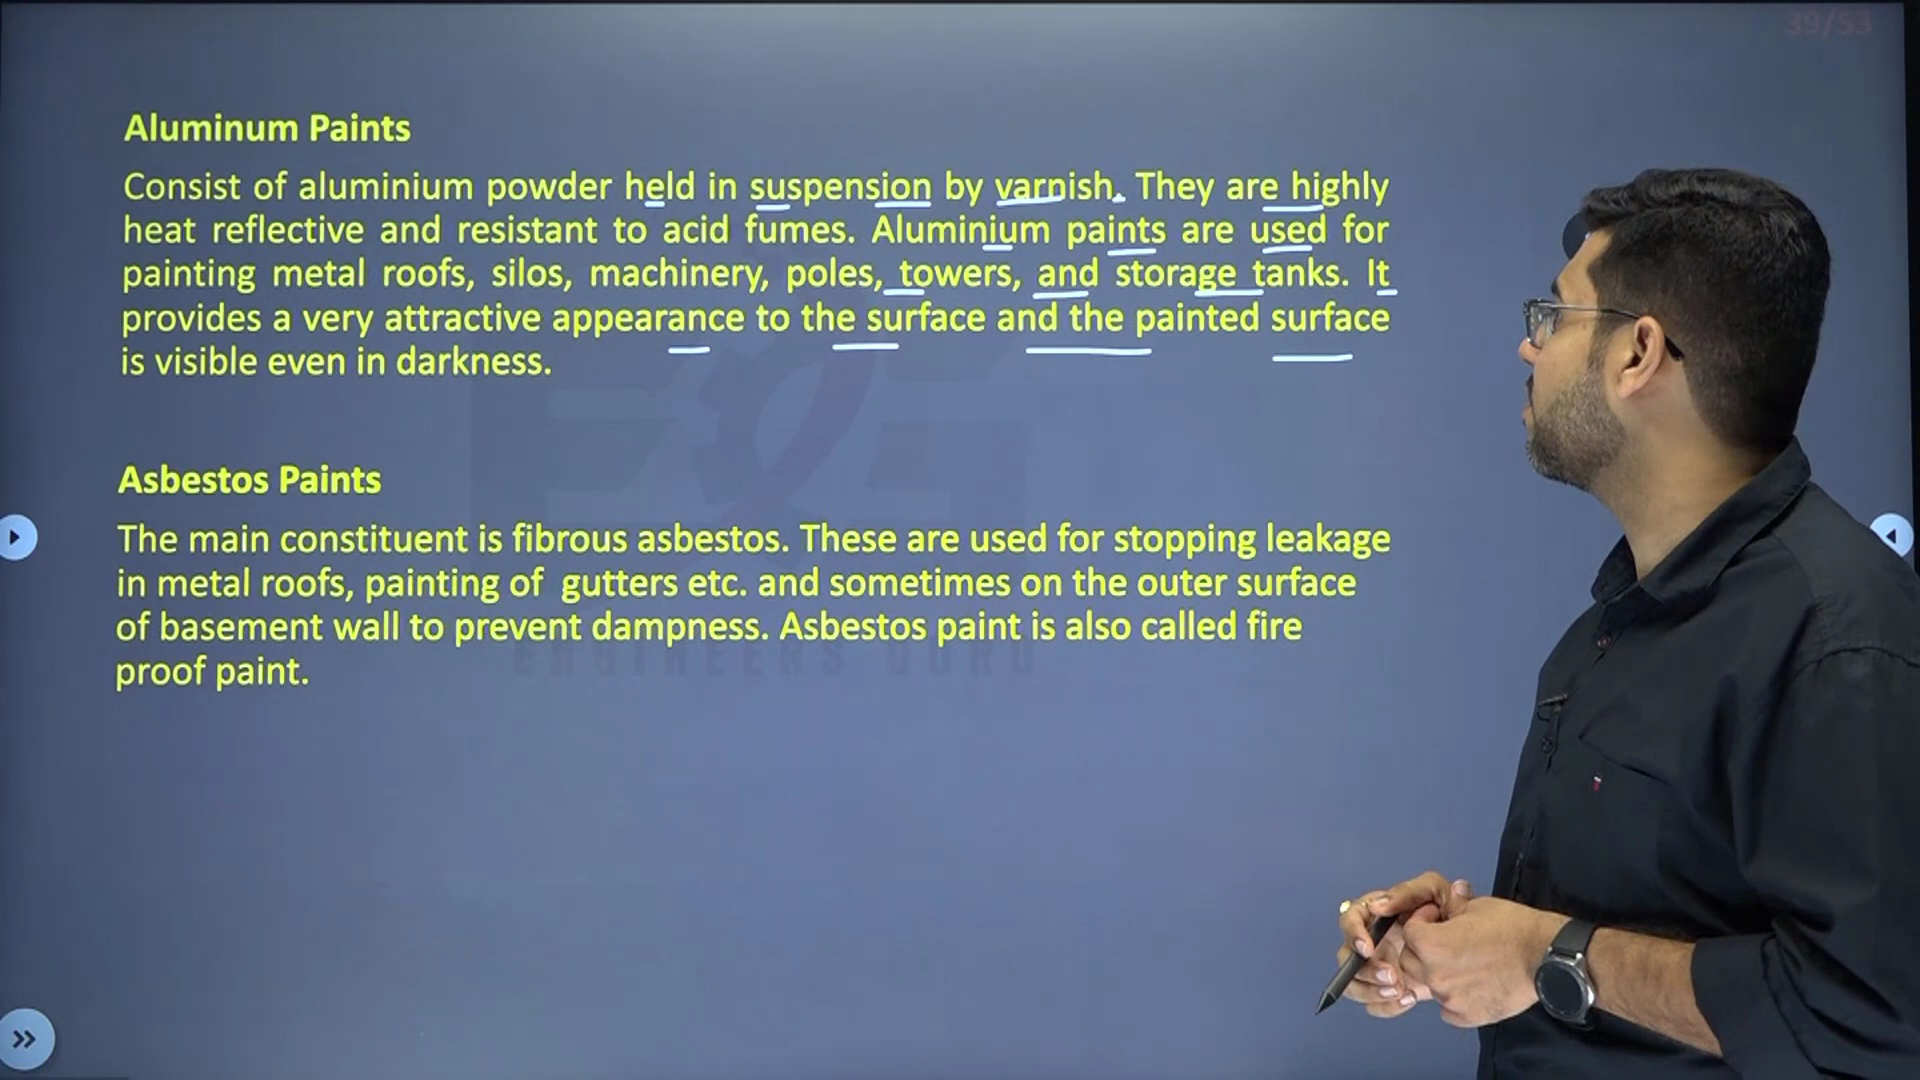 39/53
Aluminum Paints
Consist of aluminium powder held in suspension by varnish. They are highly
heat reflective and resistant to acid fumes. Aluminium paints are used for
painting metal roofs, silos, machinery, poles, towers, and storage tanks. It
provides a very attractive appearance to the surface and the painted surface
is visible even in darkness.
Asbestos Paints
The main constituent is fibrous asbestos. These are used for stopping leakage
in metal roofs, painting of gutters etc. and sometimes on the outer surface
of basement wall to prevent dampness. Asbestos paint is also called fire
ENGINEERS GURU
proof paint.